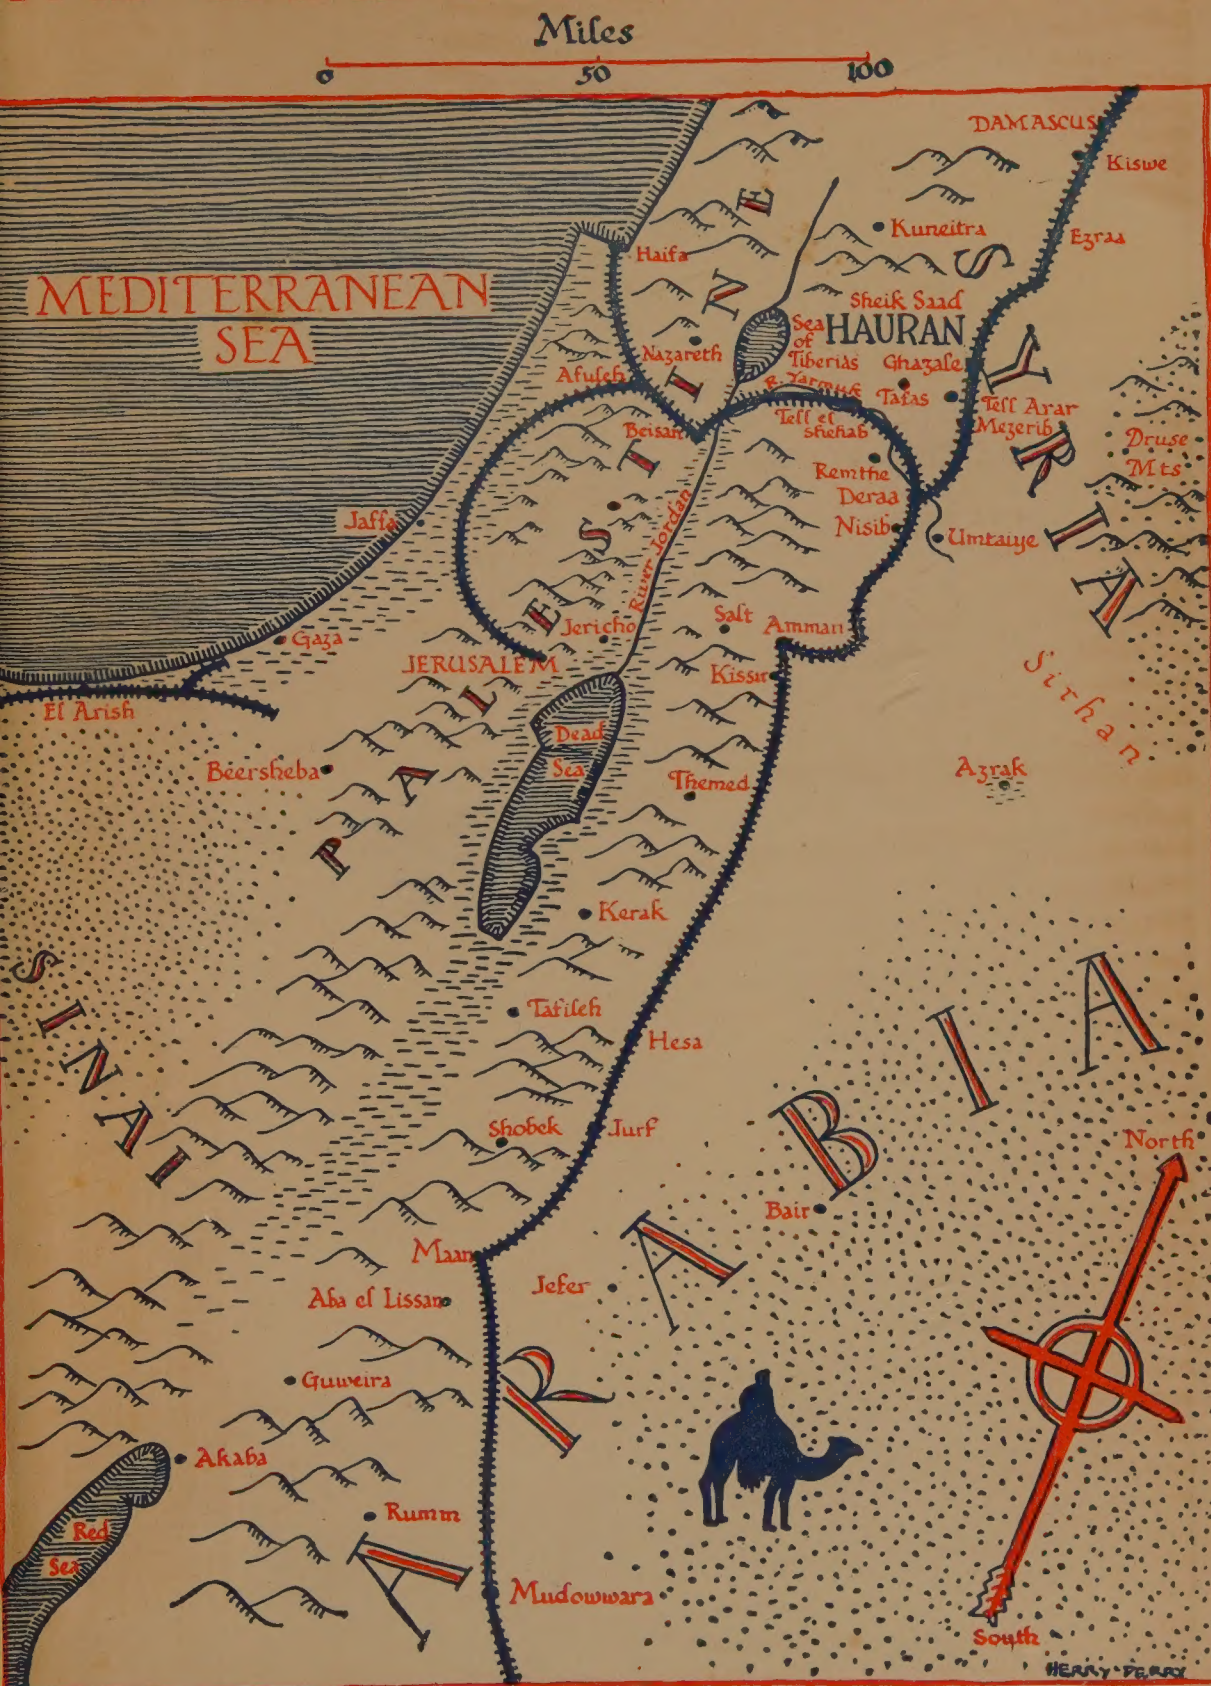 Miles
0 50 100
DAMASCUS
Kiswe
Kuneitra
Ezraa
Haifa
MEDITERRANEAN
SEA
Sheik Saad
Sea
of
Tiberias
HAURAN
Nazareth
Ghazale
Afuleh
R. Yarmuk
Tafas
Tell Arar
Mezerib
Beisan
Tell el
Shehab
Druse
Mts
Remthe
Deraa
Jaffa
Nisib
Umtaiye
River Jordan
SYRIA
PALESTINE
Salt
Jericho
Amman
Gaza
JERUSALEM
Kissir
Sirhan
El Arish
Dead
Sea
Beersheba
Themed
Azrak
Kerak
SINAI
Tafileh
Hesa
Shobek
Jurf
North
Bair
Maan
Jefer
Aba el Lissan
ARABIA
Guweira
Akaba
Rumm
Red
Sea
Mudowwara
South
HERRY-PERRY